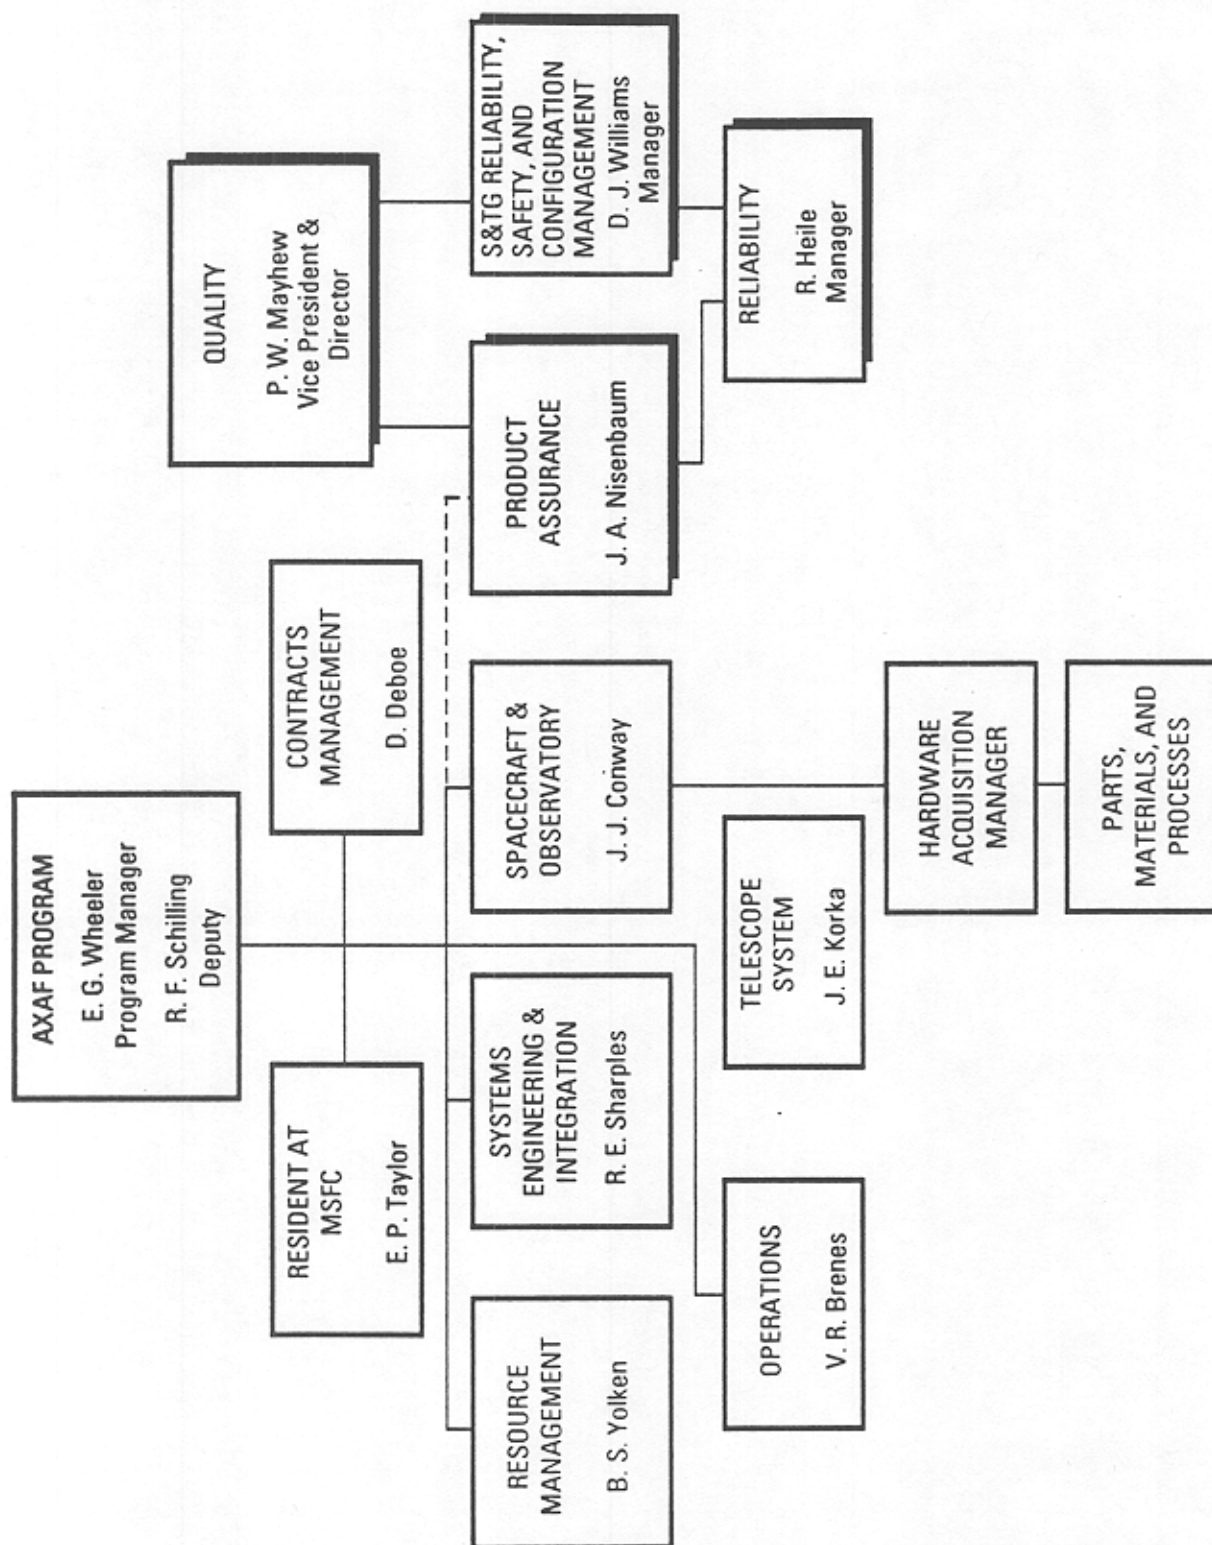 AXAF PROGRAM
E. G. Wheeler
Program Manager
R. F. Schilling
Deputy
QUALITY
P. W. Mayhew
Vice President &
Director
RESIDENT AT
MSFC
E. P. Taylor
CONTRACTS
MANAGEMENT
D. Deboe
RESOURCE
MANAGEMENT
B. S. Yolken
SYSTEMS
ENGINEERING &
INTEGRATION
R. E. Sharples
SPACECRAFT &
OBSERVATORY
J. J. Conway
PRODUCT
ASSURANCE
J. A. Nisenbaum
S&TG RELIABILITY,
SAFETY, AND
CONFIGURATION
MANAGEMENT
D. J. Williams
Manager
OPERATIONS
V. R. Brenes
TELESCOPE
SYSTEM
J. E. Korka
RELIABILITY
R. Heile
Manager
HARDWARE
ACQUISITION
MANAGER
PARTS,
MATERIALS, AND
PROCESSES